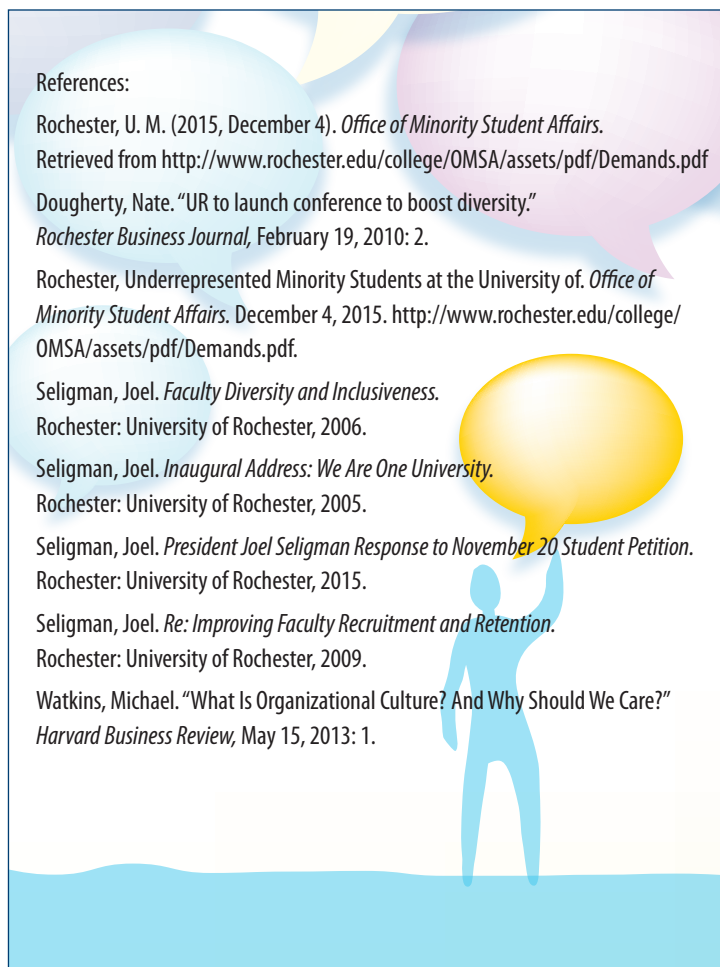 References:
Rochester, U. M. (2015, December 4). Office of Minority Student Affairs.
Retrieved from http://www.rochester.edu/college/OMSA/assets/pdf/Demands.pdf
Dougherty, Nate. “UR to launch conference to boost diversity.”
Rochester Business Journal, February 19, 2010: 2.
Rochester, Underrepresented Minority Students at the University of. Office of
Minority Student Affairs. December 4, 2015. http://www.rochester.edu/college/
OMSA/assets/pdf/Demands.pdf.
Seligman, Joel. Faculty Diversity and Inclusiveness.
Rochester: University of Rochester, 2006.
Seligman, Joel. Inaugural Address: We Are One University.
Rochester: University of Rochester, 2005.
Seligman, Joel. President Joel Seligman Response to November 20 Student Petition.
Rochester: University of Rochester, 2015.
Seligman, Joel. Re: Improving Faculty Recruitment and Retention.
Rochester: University of Rochester, 2009.
Watkins, Michael. “What Is Organizational Culture? And Why Should We Care?”
Harvard Business Review, May 15, 2013: 1.